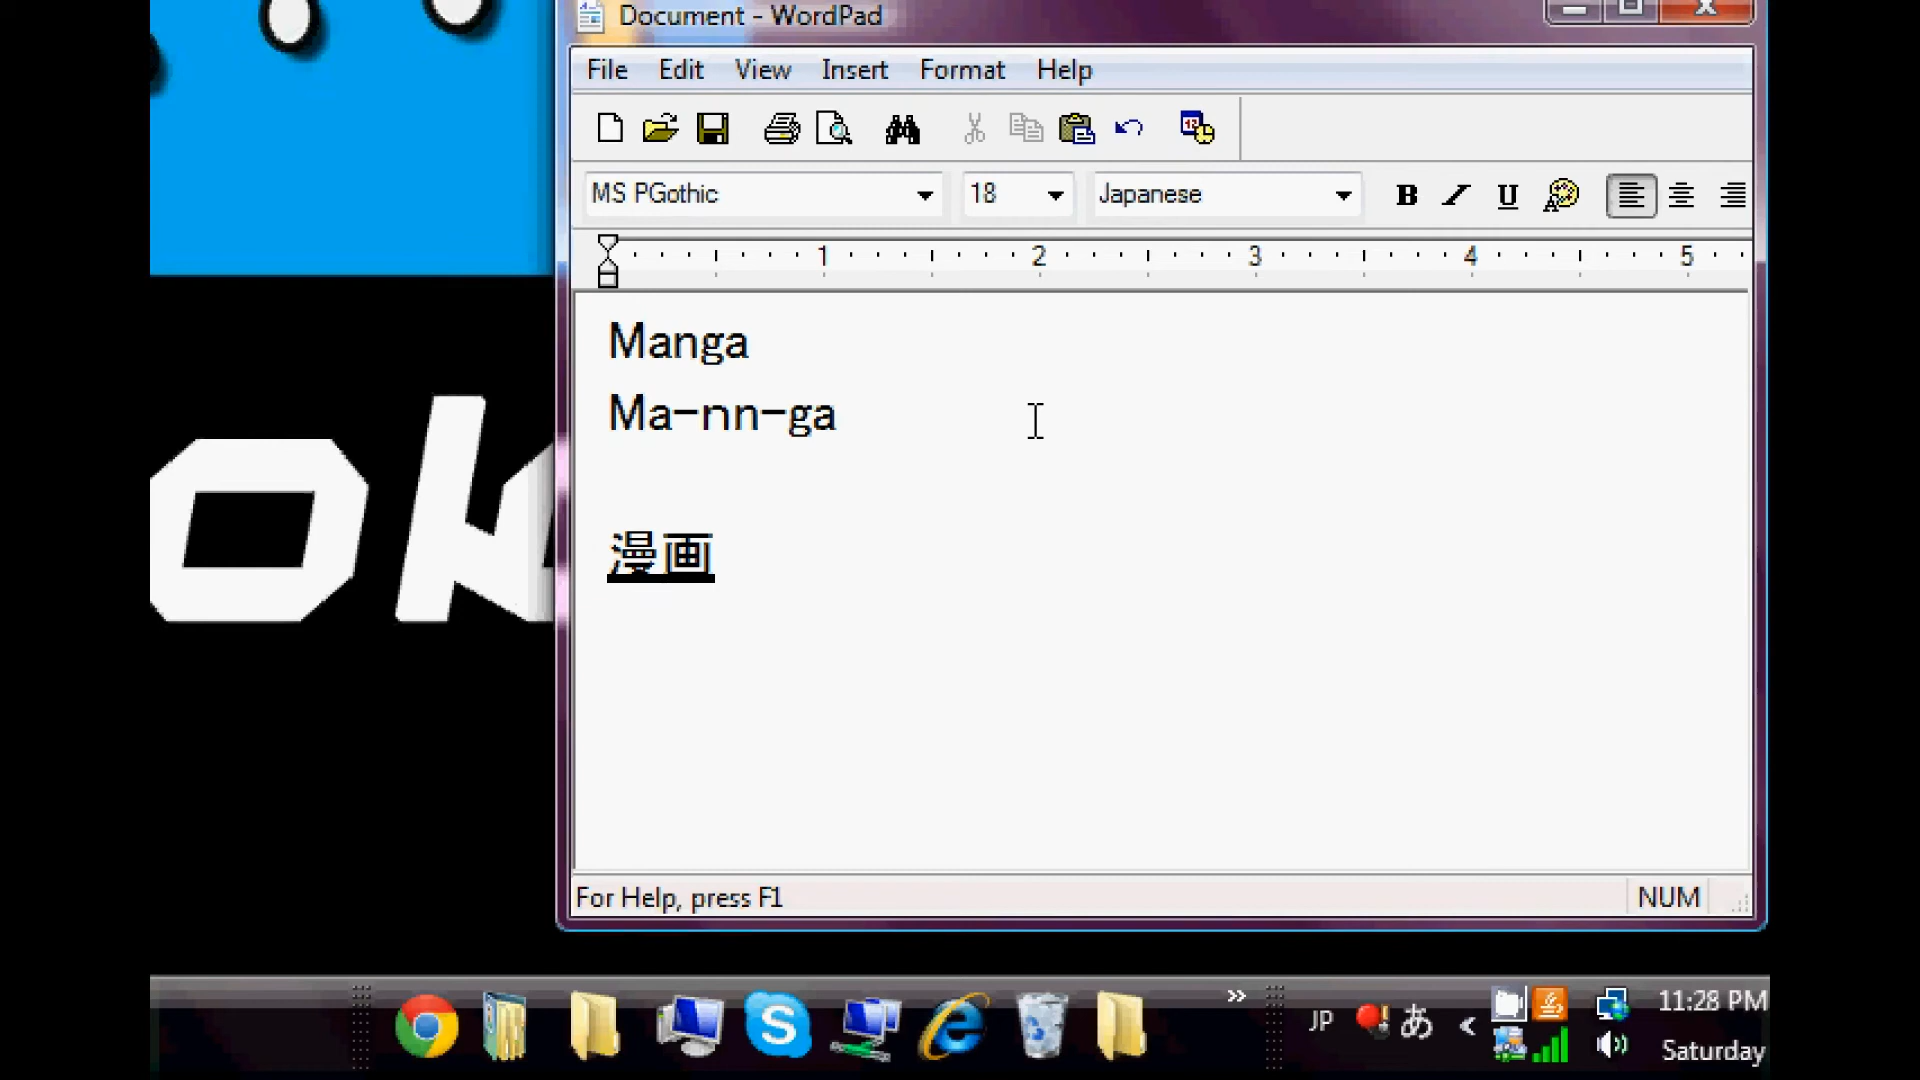 Document - WordPad
File Edit View Insert Format Help
MS PGothic 18 Japanese B U
1 2 3 4 5
Manga
Ma-nn-ga
漫画
For Help, press F1 NUM
ok
JP あ 11:28 PM
Saturday